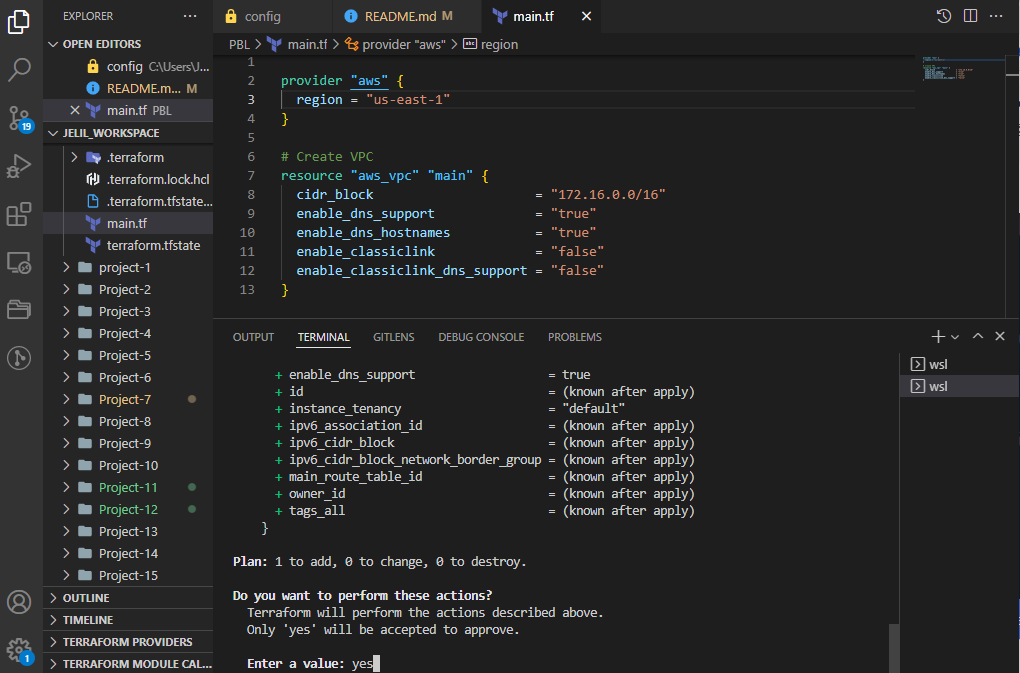 EXPLORER ···
OPEN EDITORS
config C:\Users\J...
README.m... M
main.tf PBL
JELIL_WORKSPACE
.terraform
.terraform.lock.hcl
.terraform.tfstate...
main.tf
terraform.tfstate
project-1
Project-2
Project-3
Project-4
Project-5
Project-6
Project-7
Project-8
Project-9
Project-10
Project-11
Project-12
Project-13
Project-14
Project-15
OUTLINE
TIMELINE
TERRAFORM PROVIDERS
TERRAFORM MODULE CAL...
19
1
config README.md M main.tf
PBL > main.tf > provider "aws" > region
1
2 provider "aws" {
3 region = "us-east-1"
4 }
5
6 # Create VPC
7 resource "aws_vpc" "main" {
8 cidr_block = "172.16.0.0/16"
9 enable_dns_support = "true"
10 enable_dns_hostnames = "true"
11 enable_classiclink = "false"
12 enable_classiclink_dns_support = "false"
13 }
OUTPUT TERMINAL GITLENS DEBUG CONSOLE PROBLEMS
+ enable_dns_support = true
+ id = (known after apply)
+ instance_tenancy = "default"
+ ipv6_association_id = (known after apply)
+ ipv6_cidr_block = (known after apply)
+ ipv6_cidr_block_network_border_group = (known after apply)
+ main_route_table_id = (known after apply)
+ owner_id = (known after apply)
+ tags_all = (known after apply)
}
Plan: 1 to add, 0 to change, 0 to destroy.
Do you want to perform these actions?
Terraform will perform the actions described above.
Only 'yes' will be accepted to approve.
Enter a value: yes
wsl
wsl